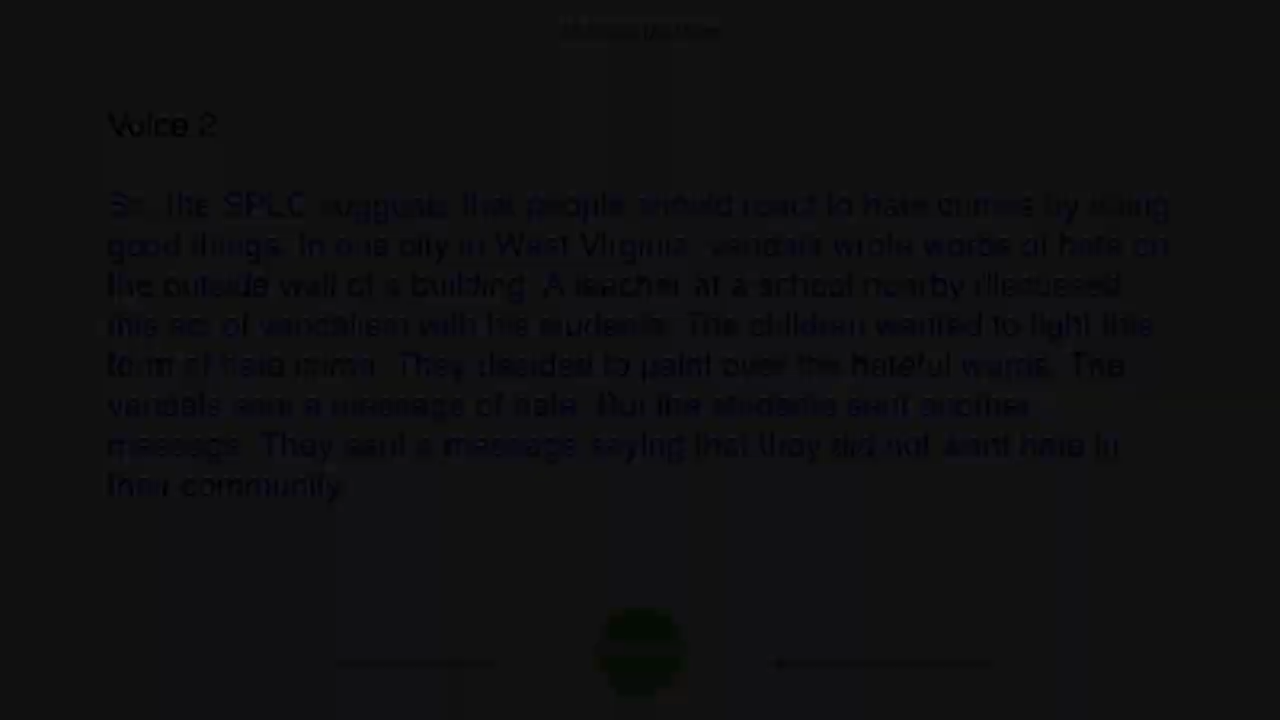 Voice 2
So, the SPLC suggests that people should react to hate crimes by doing
good things. In one city in West Virginia, vandals wrote words of hate on
the outside wall of a building. A teacher at a school nearby discussed
this act of vandalism with his students. The children wanted to fight this
form of hate crime. They decided to paint over the hateful words. The
vandals sent a message of hate. But the students sent another
message. They sent a message saying that they did not want hate in
their community.